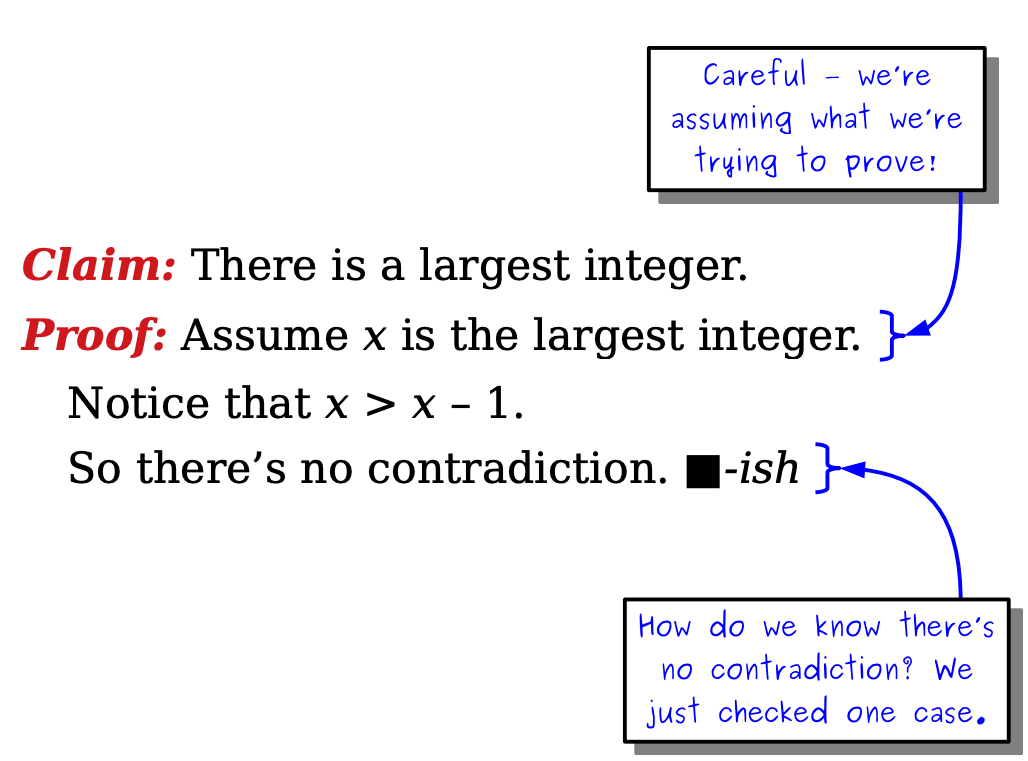 Careful – we're
assuming what we're
trying to prove!
Claim: There is a largest integer.
Proof: Assume x is the largest integer.
Notice that x > x – 1.
So there’s no contradiction. ■-ish
How do we know there's
no contradiction? We
just checked one case.